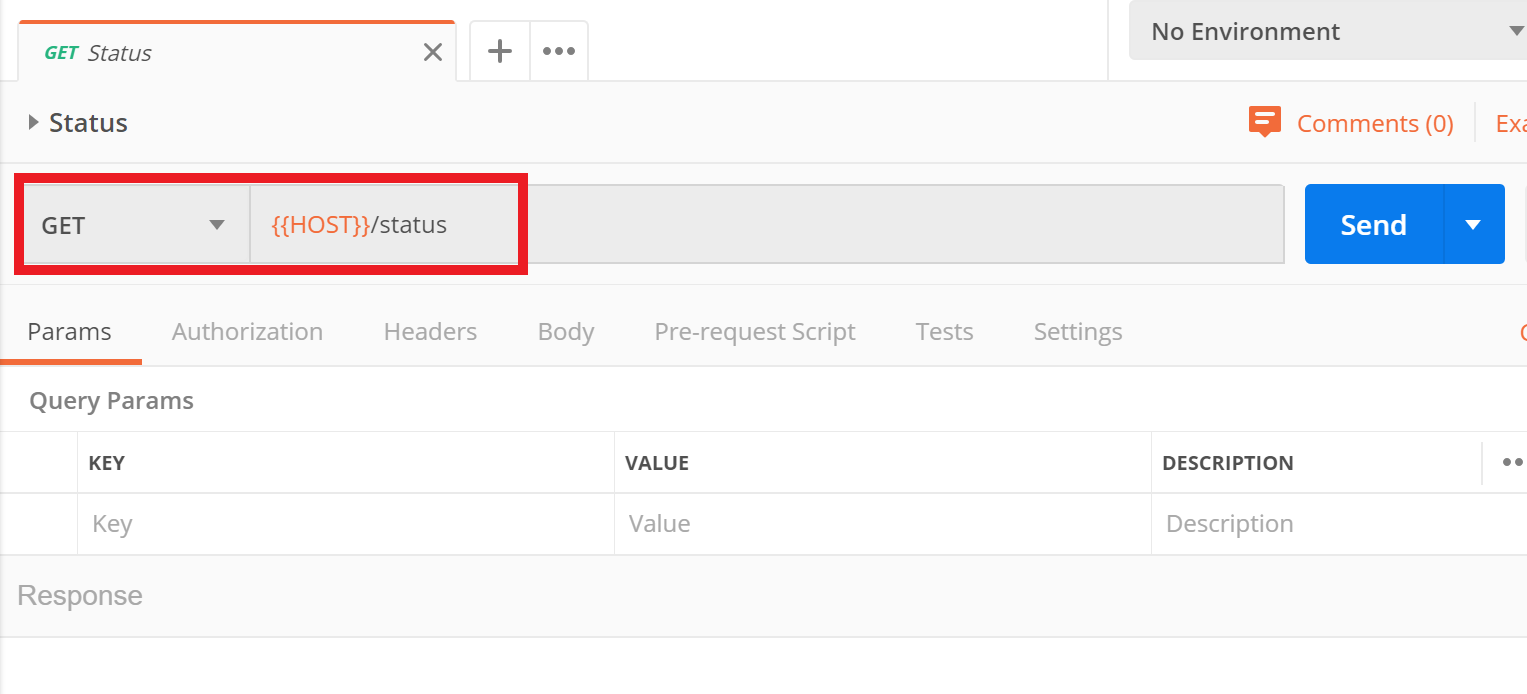 GET Status
No Environment
Status
Comments (0)
GET
{{HOST}}/status
Send
Params Authorization Headers Body Pre-request Script Tests Settings
Query Params
KEY VALUE DESCRIPTION
Key Value Description
Response